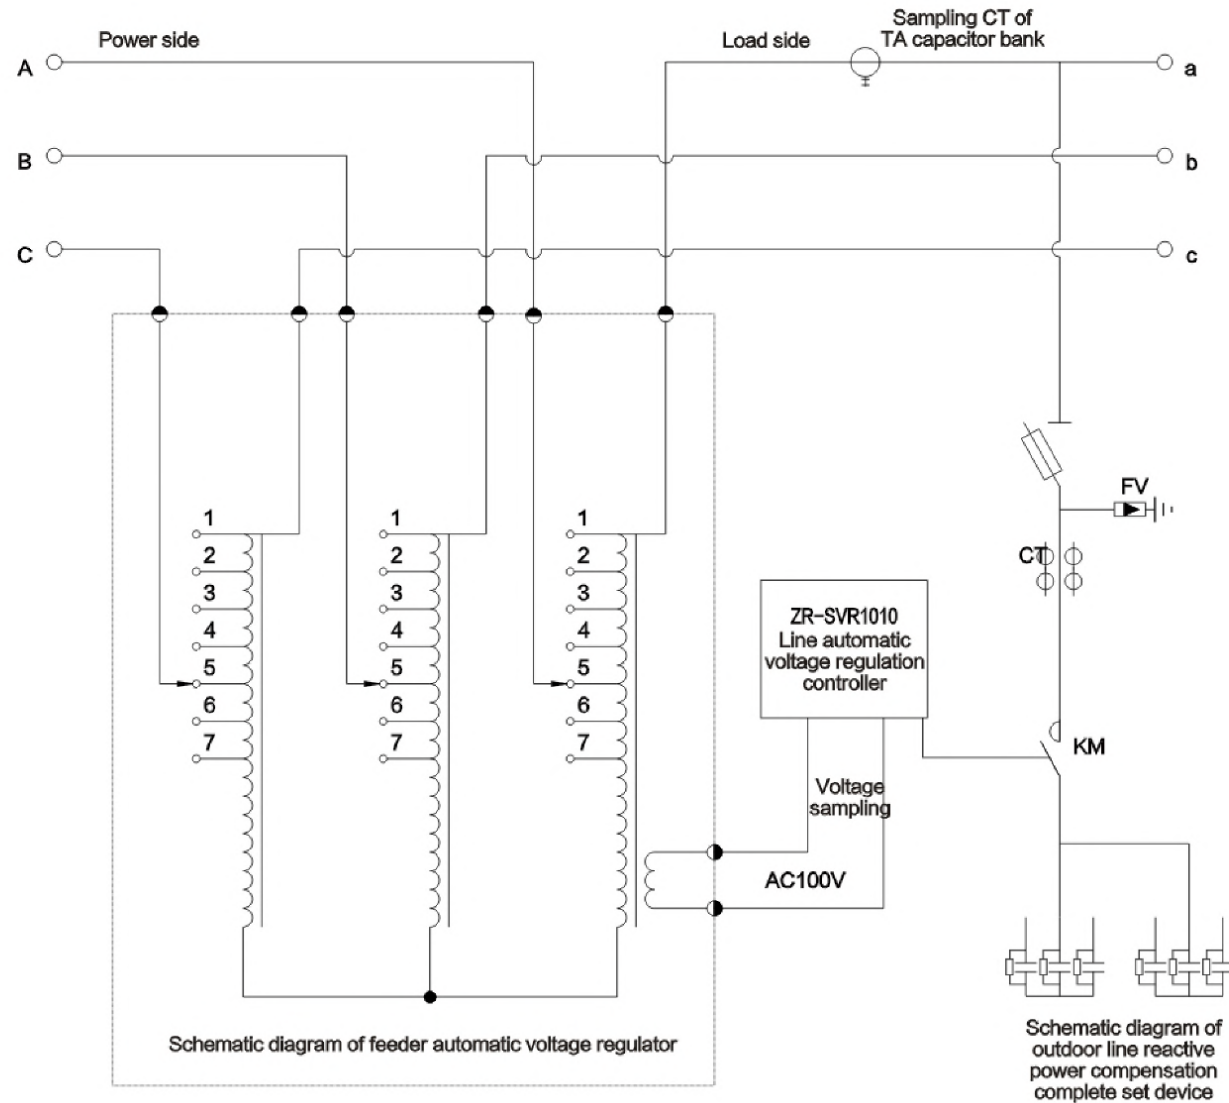 Power side
Load side
Sampling CT of
TA capacitor bank
A
a
B
b
C
c
1
2
3
4
5
6
7
1
2
3
4
5
6
7
1
2
3
4
5
6
7
FV
CT
ZR-SVR1010
Line automatic
voltage regulation
controller
KM
Voltage
sampling
AC100V
Schematic diagram of feeder automatic voltage regulator
Schematic diagram of
outdoor line reactive
power compensation
complete set device